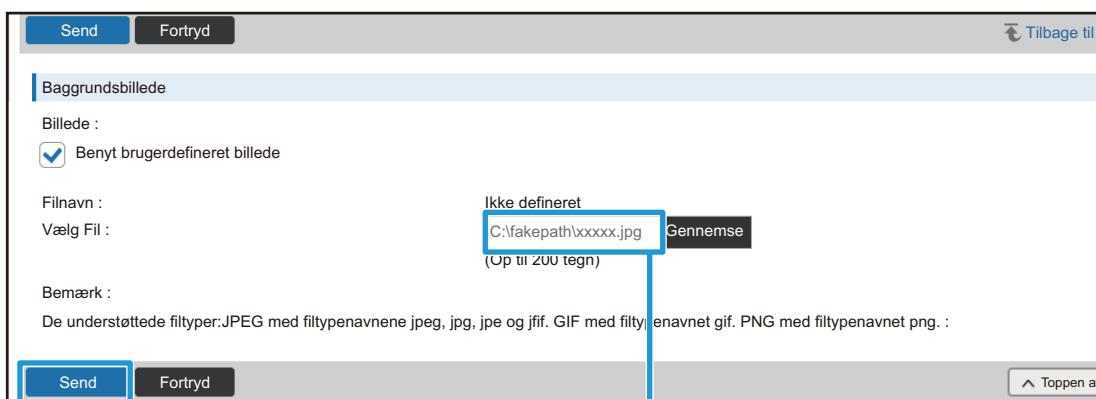 Send Fortryd Tilbage til
Baggrundsbillede
Billede :
Benyt brugerdefineret billede
Filnavn : Ikke defineret
Vælg Fil : C:\fakepath\xxxxx.jpg Gennemse
(Op til 200 tegn)
Bemærk :
De understøttede filtyper:JPEG med filtypenavnene jpeg, jpg, jpe og jfif. GIF med filtypenavnet gif. PNG med filtypenavnet png. :
Send Fortryd Toppen a